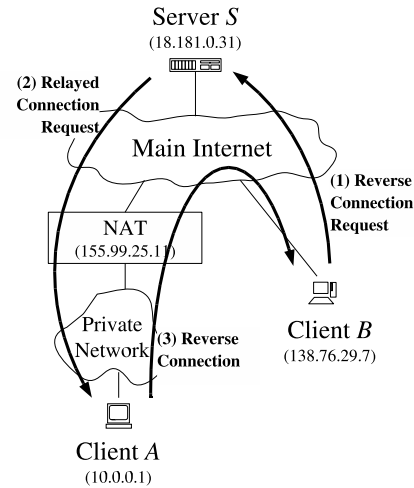 Server S
(18.181.0.31)
(2) Relayed
Connection
Request
Main Internet
(1) Reverse
Connection
Request
NAT
(155.99.25.11)
Private
Network
(3) Reverse
Connection
Client B
(138.76.29.7)
Client A
(10.0.0.1)